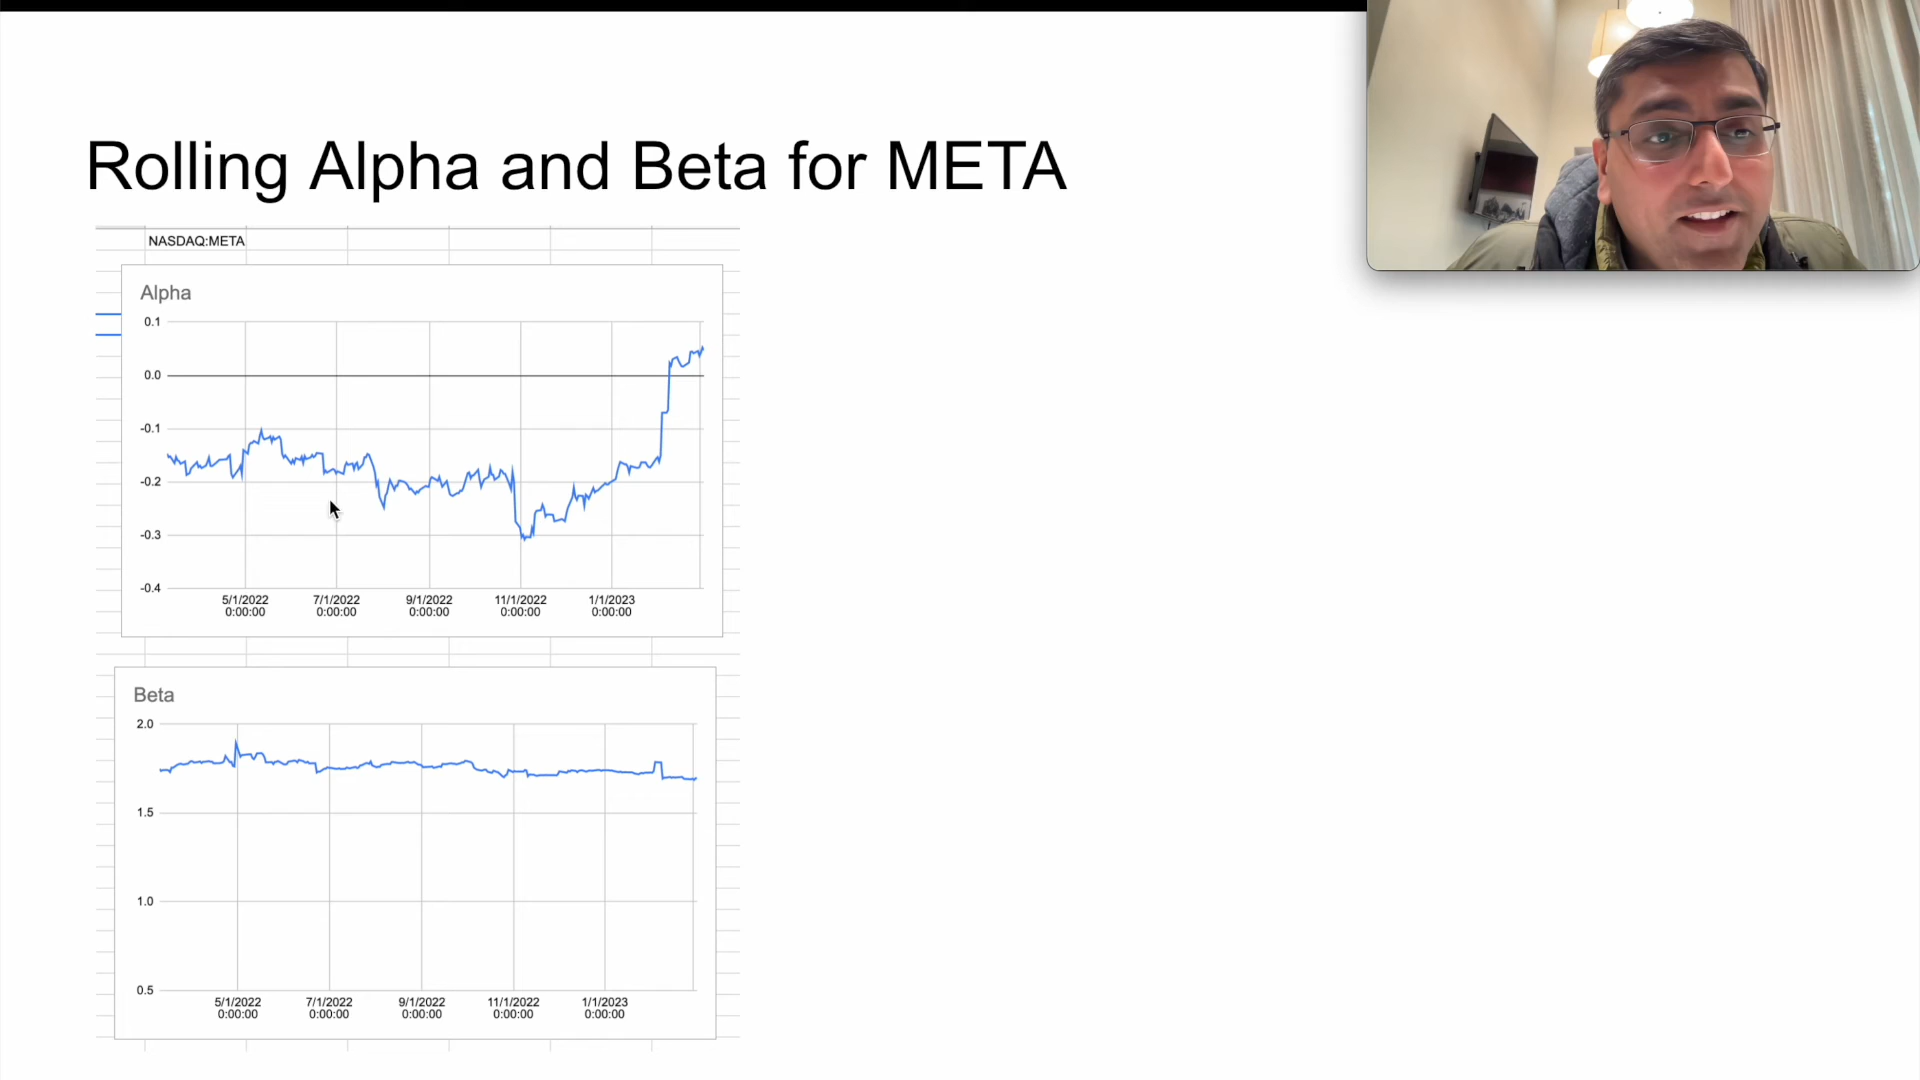 Rolling Alpha and Beta for META
NASDAQ:META
Alpha
0.1
0.0
-0.1
-0.2
-0.3
-0.4
5/1/2022 7/1/2022 9/1/2022 11/1/2022 1/1/2023
0:00:00 0:00:00 0:00:00 0:00:00 0:00:00
Beta
2.0
1.5
1.0
0.5
5/1/2022 7/1/2022 9/1/2022 11/1/2022 1/1/2023
0:00:00 0:00:00 0:00:00 0:00:00 0:00:00